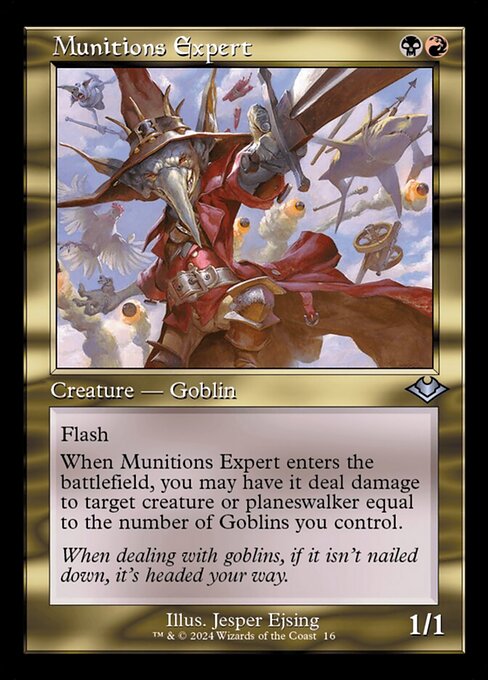 Munitions Expert
Creature — Goblin
Flash
When Munitions Expert enters the
battlefield, you may have it deal damage
to target creature or planeswalker equal
to the number of Goblins you control.
When dealing with goblins, if it isn't nailed
down, it's headed your way.
Illus. Jesper Ejsing
™ & © 2024 Wizards of the Coast 16
1/1